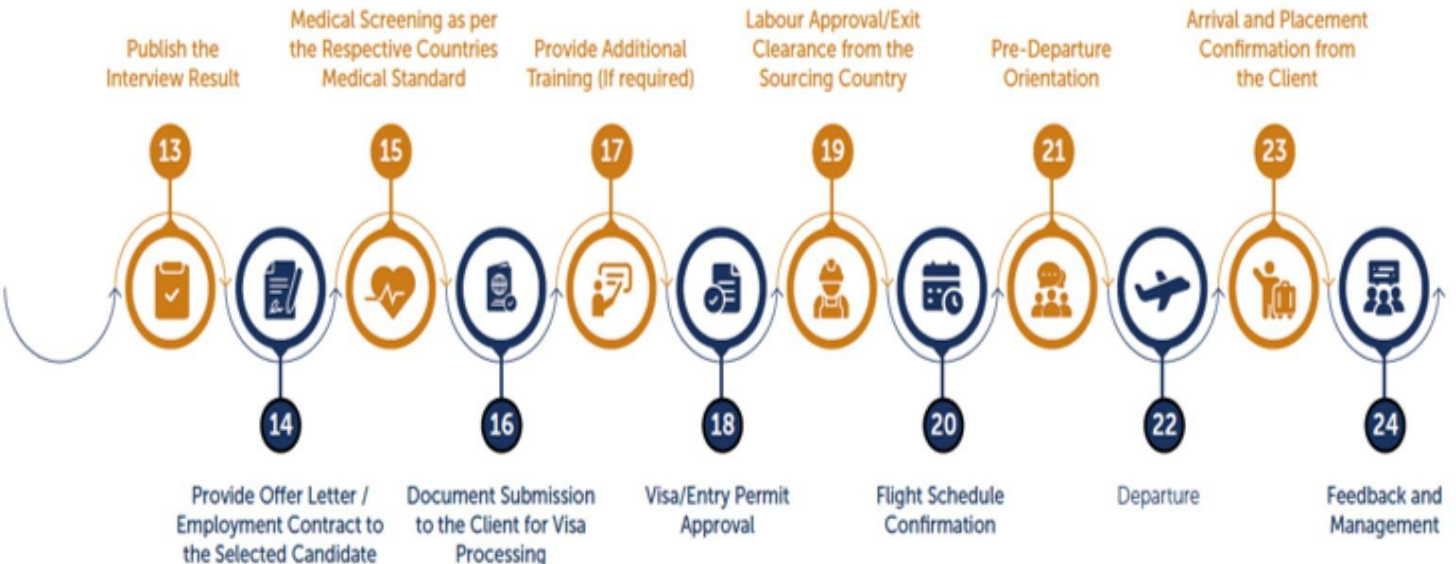 Publish the
Interview Result
13
14
Provide Offer Letter /
Employment Contract to
the Selected Candidate
Medical Screening as per
the Respective Countries
Medical Standard
15
16
Document Submission
to the Client for Visa
Processing
Provide Additional
Training (If required)
17
18
Visa/Entry Permit
Approval
Labour Approval/Exit
Clearance from the
Sourcing Country
19
20
Flight Schedule
Confirmation
Pre-Departure
Orientation
21
22
Departure
Arrival and Placement
Confirmation from
the Client
23
24
Feedback and
Management